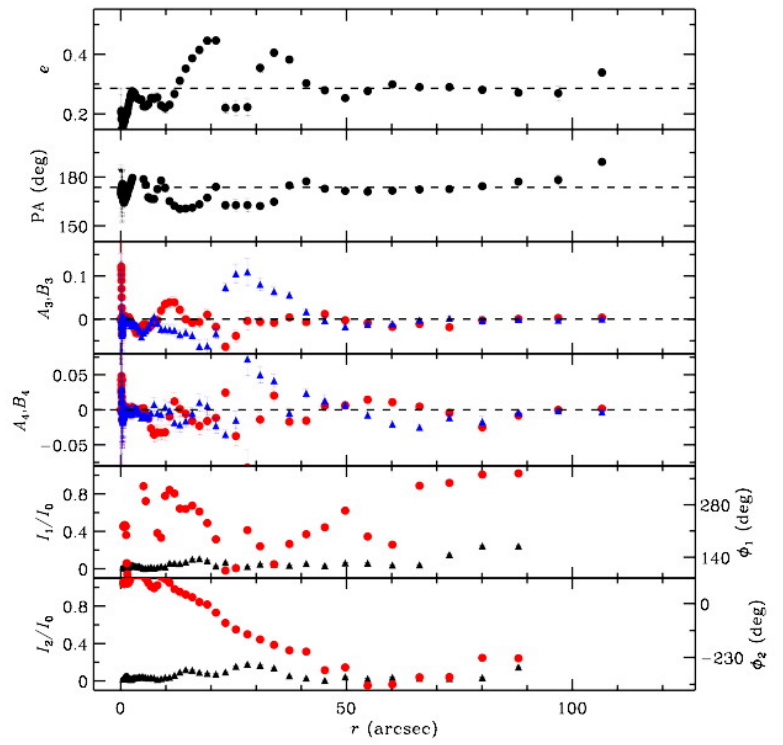 0.4
e
0.2
180
PA (deg)
150
0.1
A₃,B₃
0
0.05
A₄,B₄
0
−0.05
0.8
I₁/I₀
0.4
0
280
ϕ₁ (deg)
140
0.8
I₂/I₀
0.4
0
0
ϕ₂ (deg)
−230
0 50 100
r (arcsec)